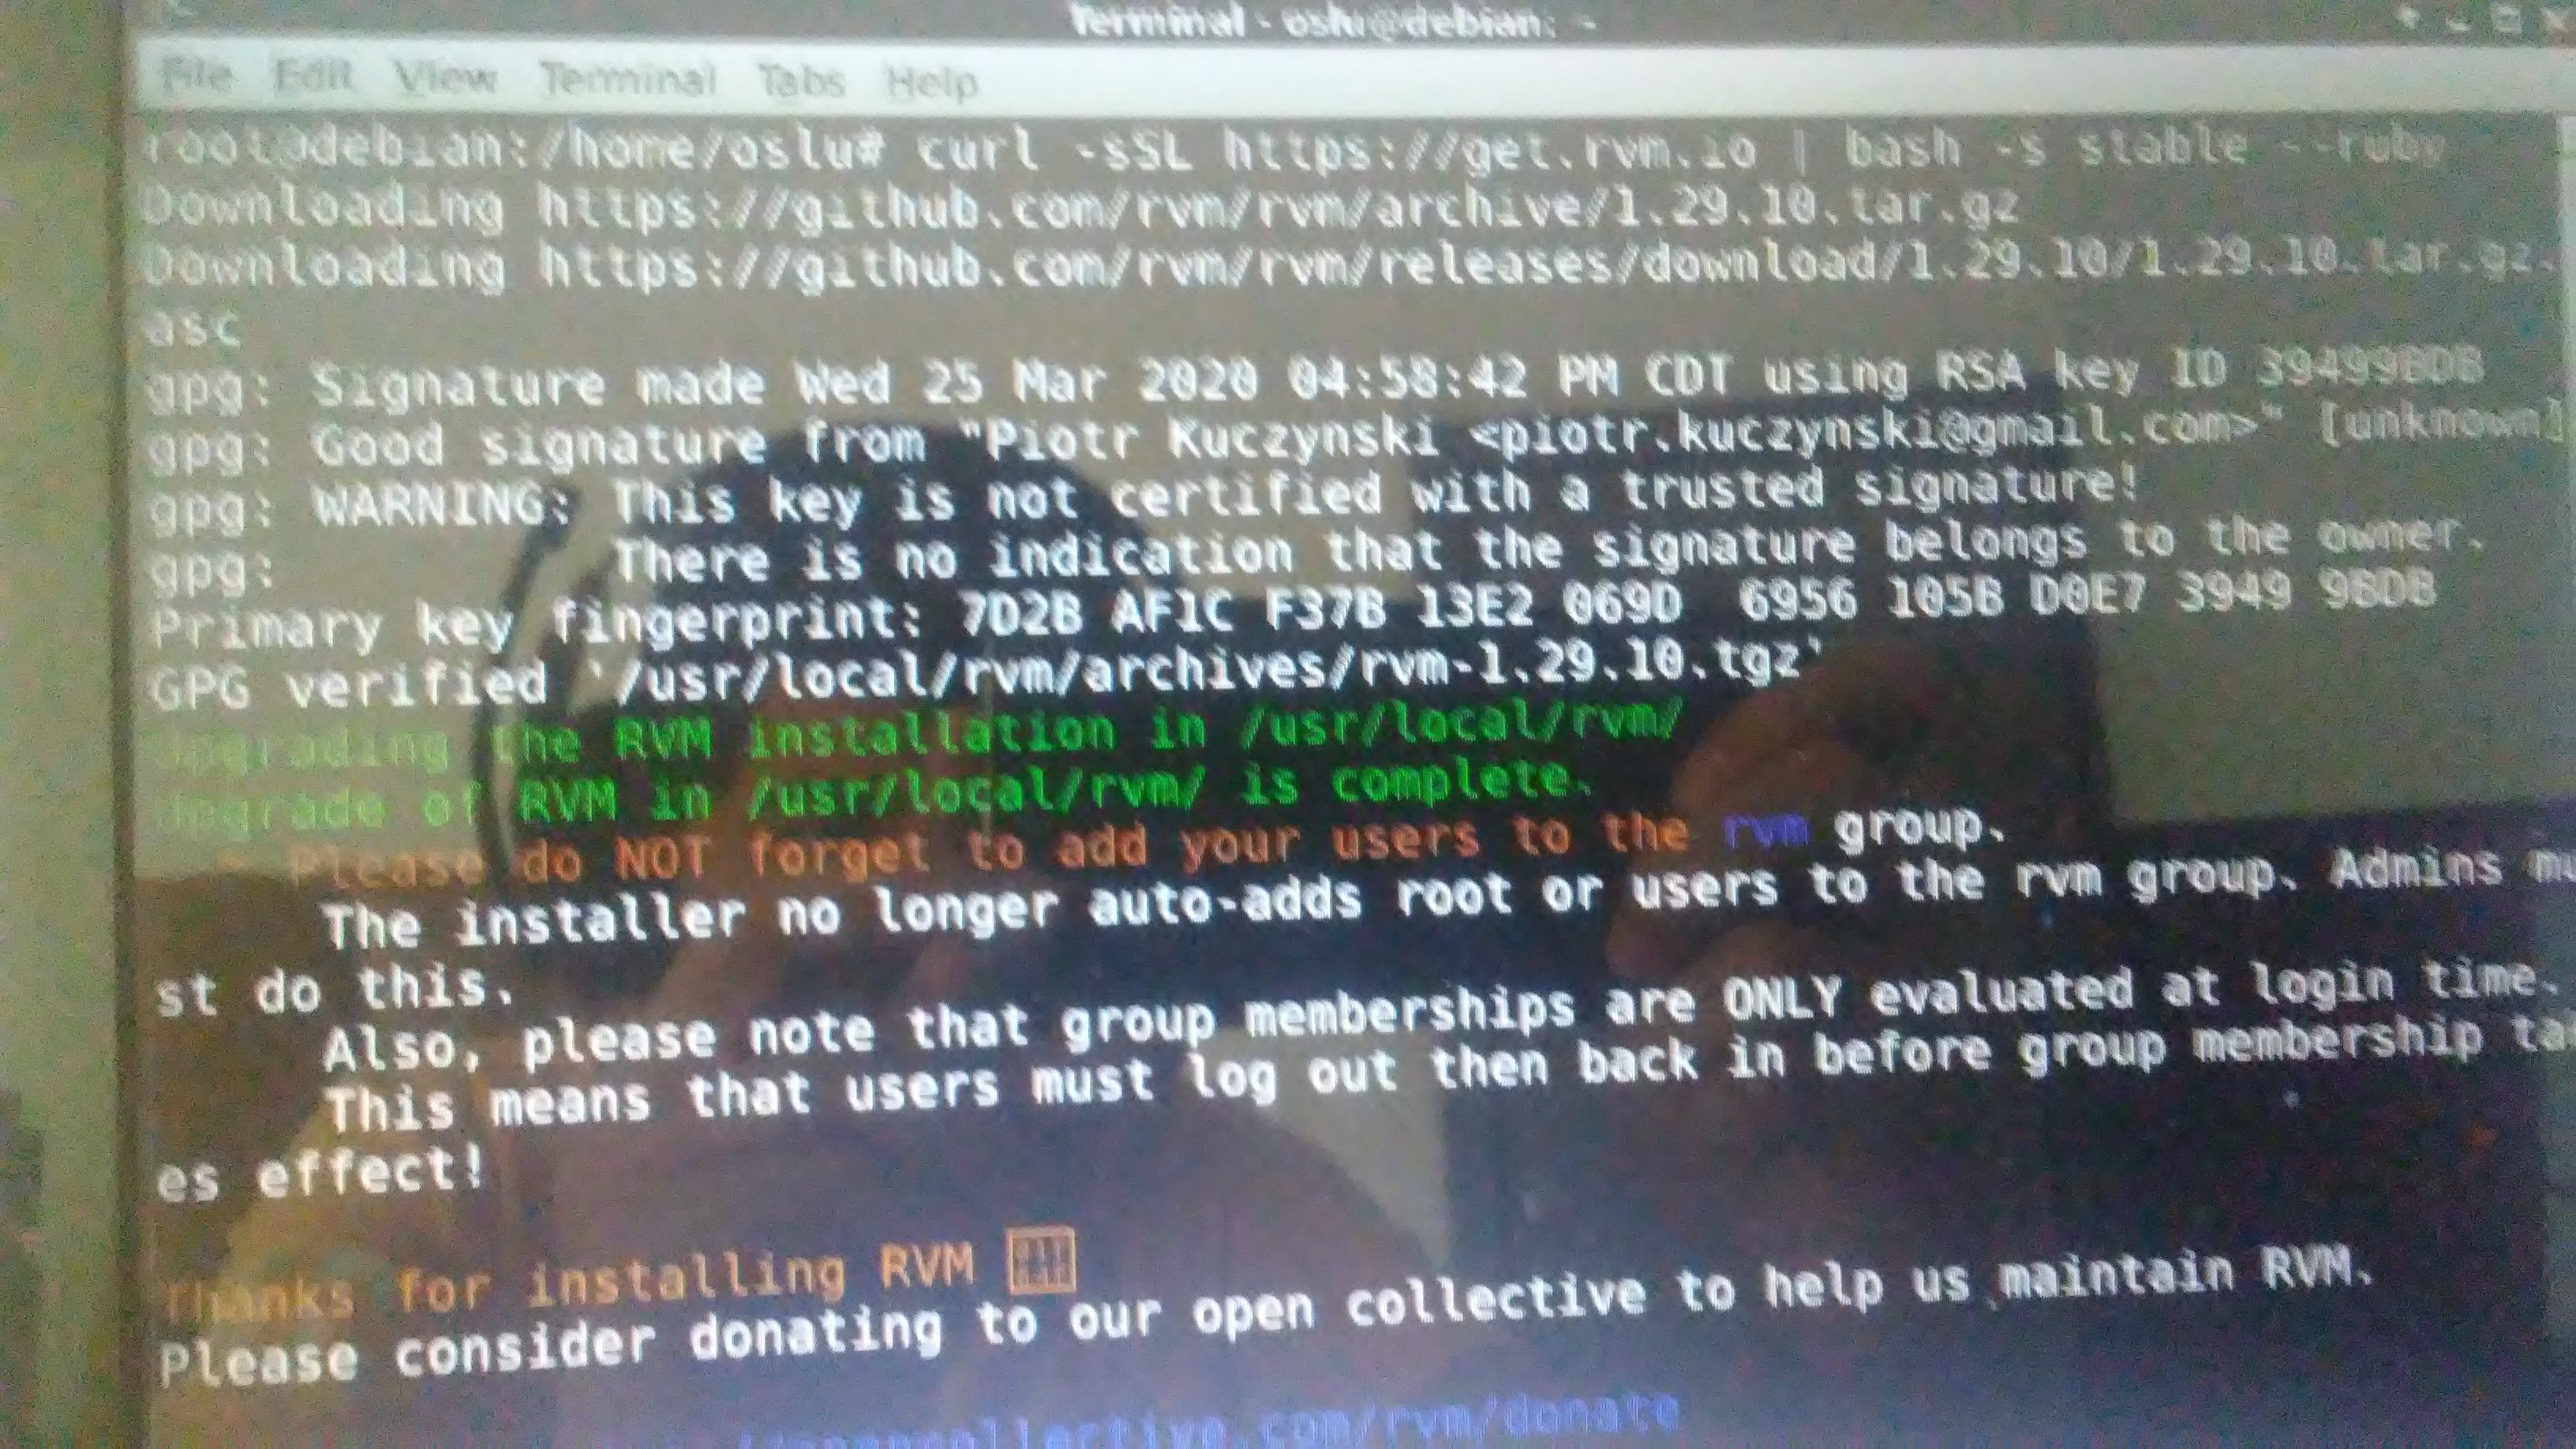 Terminal - oslu@debian: ~
File Edit View Terminal Tabs Help
root@debian:/home/oslu# curl -sSL https://get.rvm.io | bash -s stable --ruby
Downloading https://github.com/rvm/rvm/archive/1.29.10.tar.gz
Downloading https://github.com/rvm/rvm/releases/download/1.29.10/1.29.10.tar.gz.
asc
gpg: Signature made Wed 25 Mar 2020 04:58:42 PM CDT using RSA key ID 39499BDB
gpg: Good signature from "Piotr Kuczynski <piotr.kuczynski@gmail.com>" [unknown]
gpg: WARNING: This key is not certified with a trusted signature!
gpg: There is no indication that the signature belongs to the owner.
Primary key fingerprint: 7D2B AF1C F37B 13E2 069D 6956 105B D0E7 3949 9BDB
GPG verified '/usr/local/rvm/archives/rvm-1.29.10.tgz'
Upgrading the RVM installation in /usr/local/rvm/
Upgrade of RVM in /usr/local/rvm/ is complete.
* Please do NOT forget to add your users to the rvm group.
The installer no longer auto-adds root or users to the rvm group. Admins mu
st do this.
Also, please note that group memberships are ONLY evaluated at login time.
This means that users must log out then back in before group membership tak
es effect!
Thanks for installing RVM
Please consider donating to our open collective to help us maintain RVM.
opencollective.com/rvm/donate